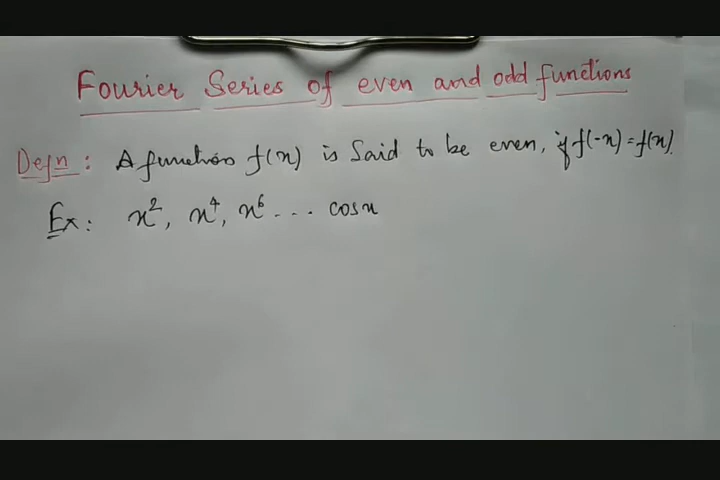 Fourier Series of even and odd functions
Defn: A function f(x) is said to be even, if f(-x) = f(x).
Ex: x², x⁴, x⁶ ... cosx